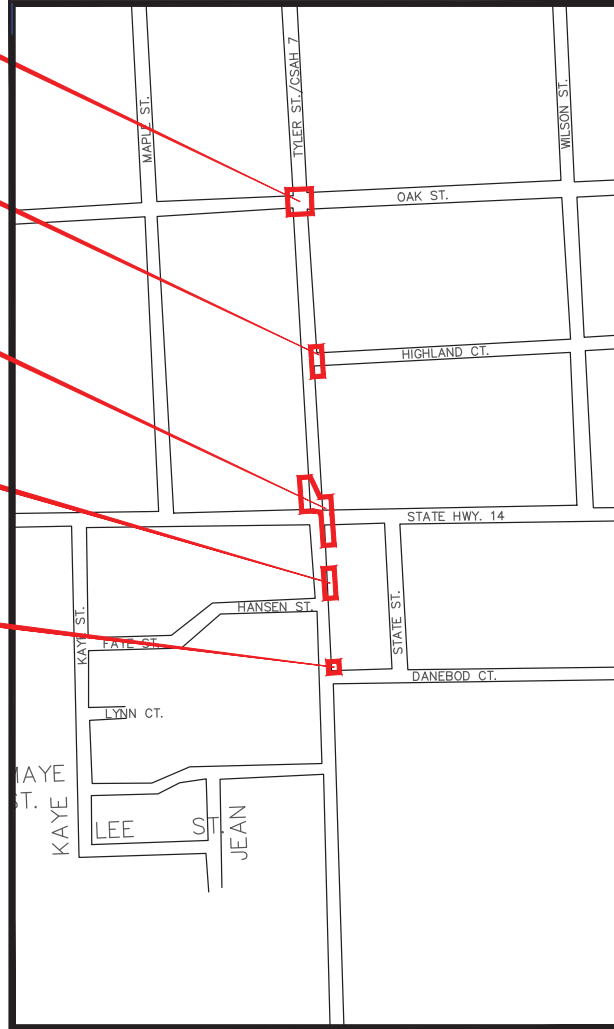 TYLER ST./CSAH 7
MAPLE ST.
WILSON ST.
OAK ST.
HIGHLAND CT.
STATE HWY. 14
HANSEN ST.
KAYE ST.
FAYE ST.
STATE ST.
DANEBOD CT.
LYNN CT.
ST.
KAYE
LEE ST.
JEAN